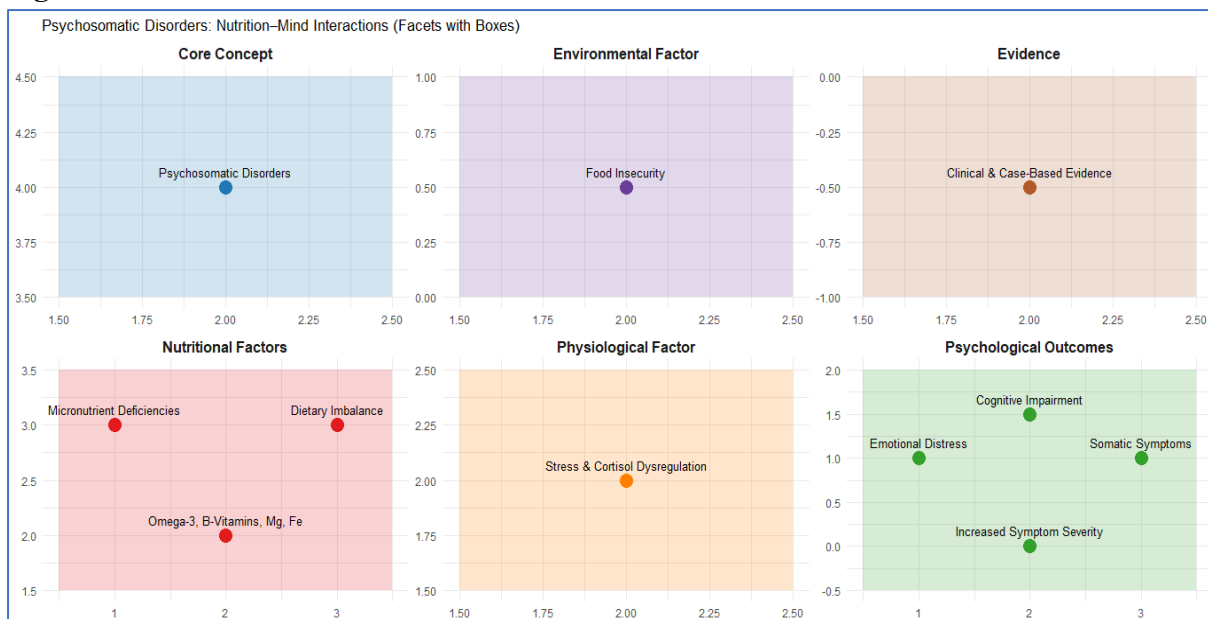 Psychosomatic Disorders: Nutrition–Mind Interactions (Facets with Boxes)
Core Concept
4.50
4.25
4.00
3.75
3.50
Psychosomatic Disorders
1.50 1.75 2.00 2.25 2.50
Environmental Factor
1.00
0.75
0.50
0.25
0.00
Food Insecurity
1.50 1.75 2.00 2.25 2.50
Evidence
0.00
-0.25
-0.50
-0.75
-1.00
Clinical & Case-Based Evidence
1.50 1.75 2.00 2.25 2.50
Nutritional Factors
3.5
3.0
2.5
2.0
1.5
Micronutrient Deficiencies
Dietary Imbalance
Omega-3, B-Vitamins, Mg, Fe
1 2 3
Physiological Factor
2.50
2.25
2.00
1.75
1.50
Stress & Cortisol Dysregulation
1.50 1.75 2.00 2.25 2.50
Psychological Outcomes
2.0
1.5
1.0
0.5
0.0
-0.5
Cognitive Impairment
Emotional Distress
Somatic Symptoms
Increased Symptom Severity
1 2 3